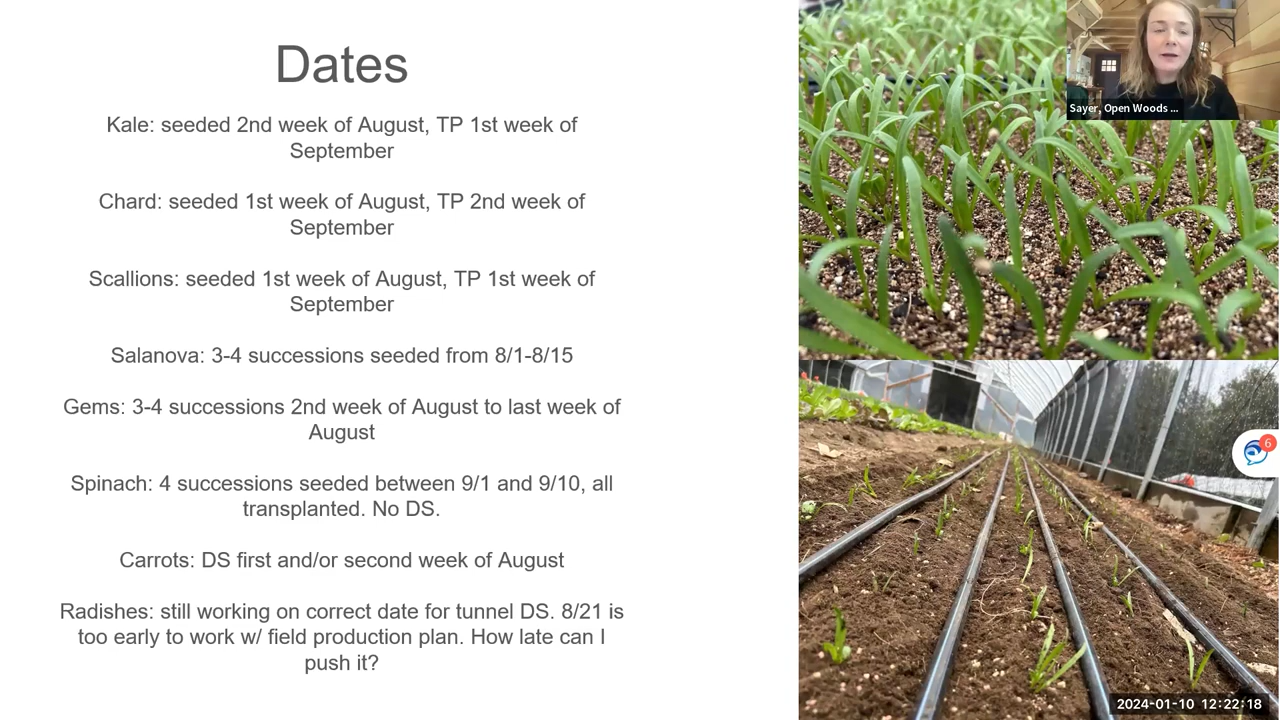 Dates
Kale: seeded 2nd week of August, TP 1st week of
September
Chard: seeded 1st week of August, TP 2nd week of
September
Scallions: seeded 1st week of August, TP 1st week of
September
Salanova: 3-4 successions seeded from 8/1-8/15
Gems: 3-4 successions 2nd week of August to last week of
August
Spinach: 4 successions seeded between 9/1 and 9/10, all
transplanted. No DS.
Carrots: DS first and/or second week of August
Radishes: still working on correct date for tunnel DS. 8/21 is
too early to work w/ field production plan. How late can I
push it?
Sayer, Open Woods ...
6
2024-01-10 12:22:18